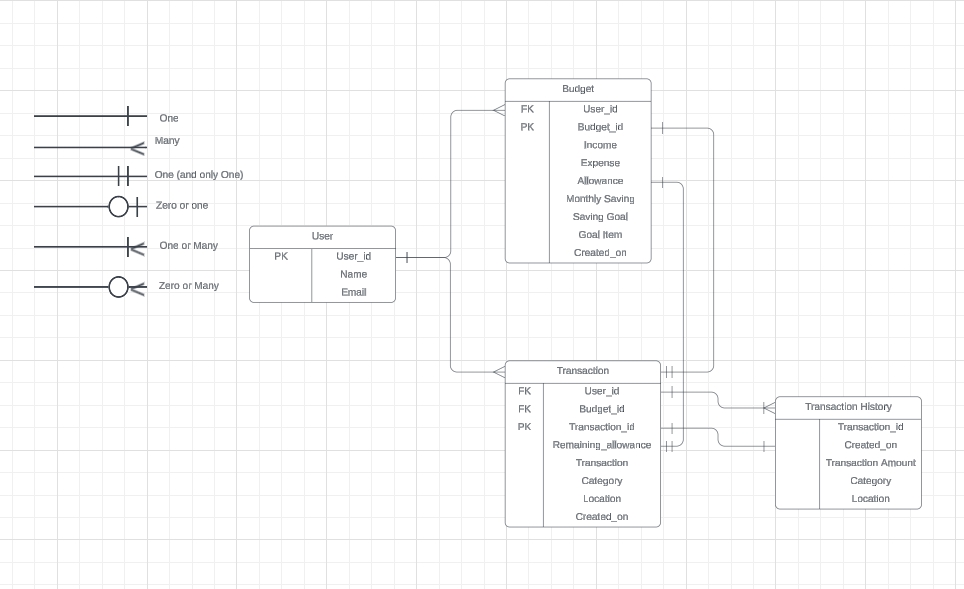 One
Many
One (and only One)
Zero or one
One or Many
Zero or Many
User
PK User_id
Name
Email
Budget
FK User_id
PK Budget_id
Income
Expense
Allowance
Monthly Saving
Saving Goal
Goal Item
Created_on
Transaction
FK User_id
FK Budget_id
PK Transaction_id
Remaining_allowance
Transaction
Category
Location
Created_on
Transaction History
Transaction_id
Created_on
Transaction Amount
Category
Location